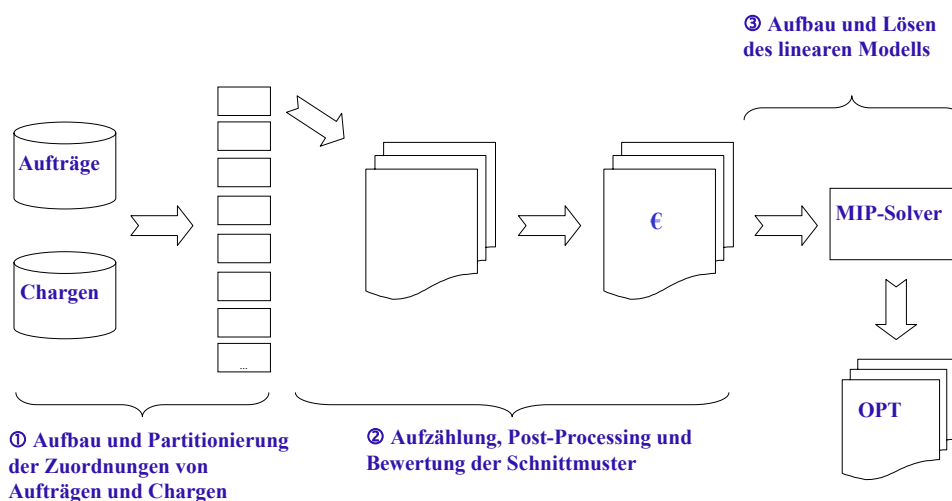 ③ Aufbau und Lösen
des linearen Modells
Aufträge
Chargen
...
€
MIP-Solver
OPT
① Aufbau und Partitionierung
der Zuordnungen von
Aufträgen und Chargen
② Aufzählung, Post-Processing und
Bewertung der Schnittmuster